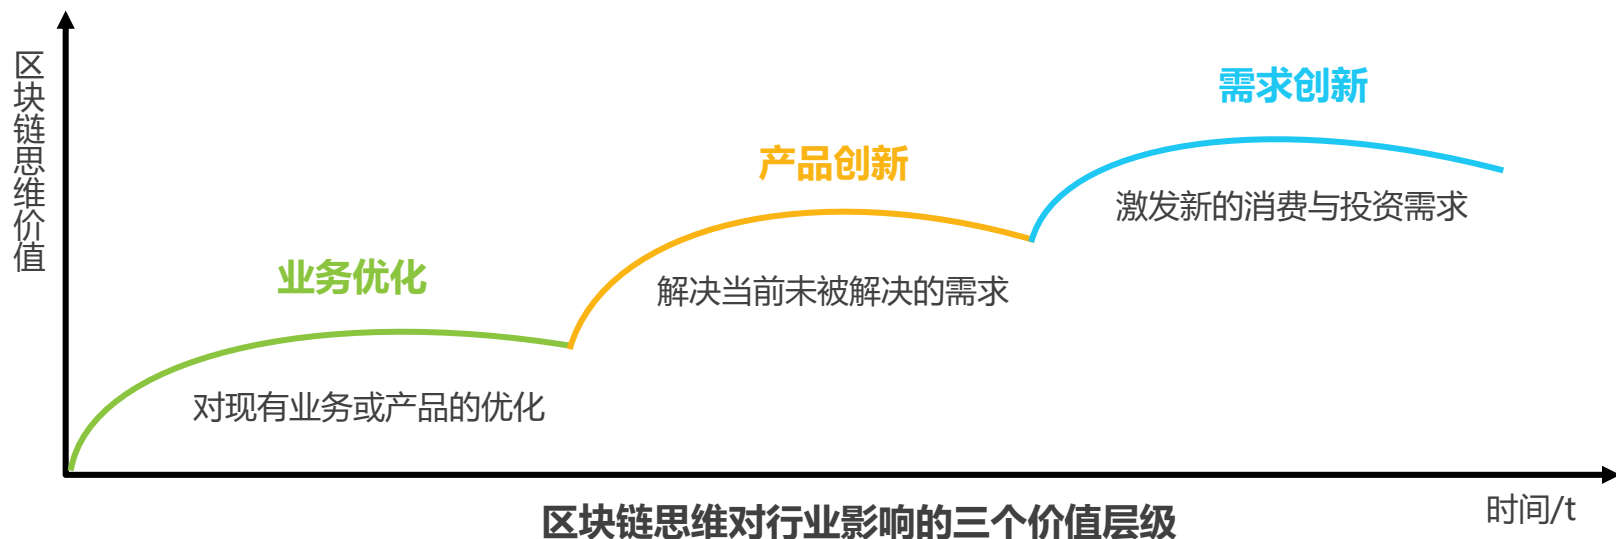 区块链思维价值
需求创新
产品创新
激发新的消费与投资需求
业务优化
解决当前未被解决的需求
对现有业务或产品的优化
时间/t
区块链思维对行业影响的三个价值层级